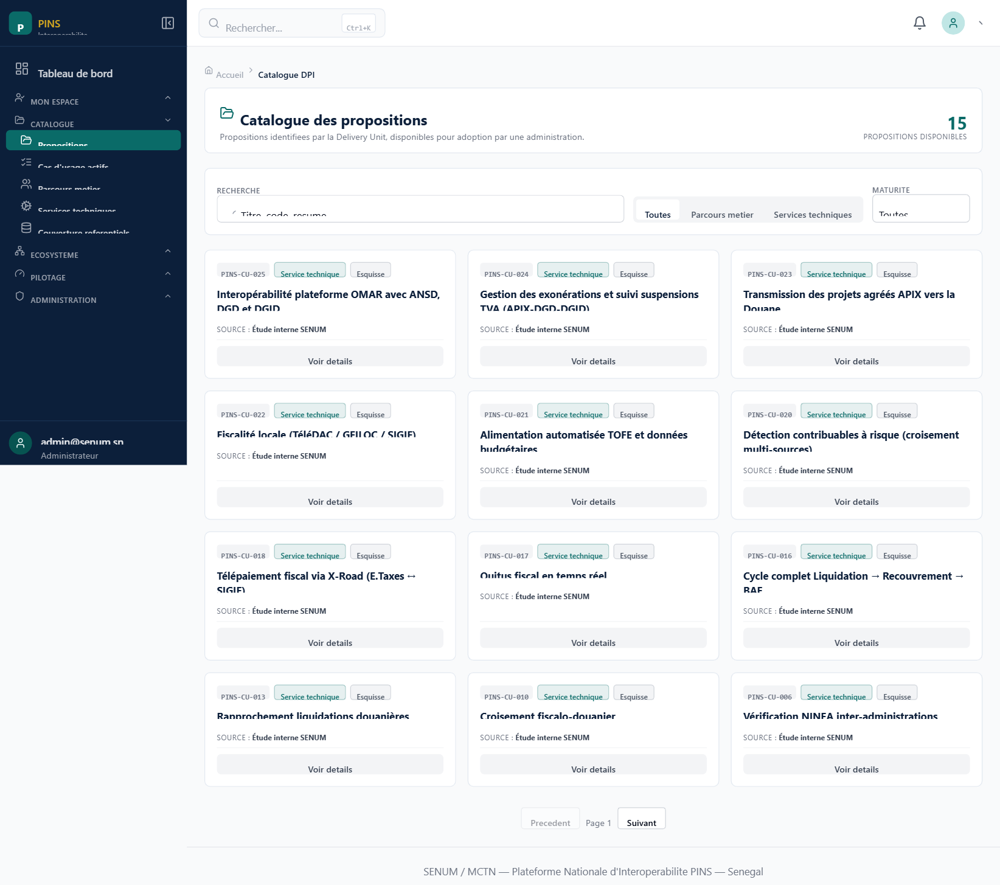 P
PINS
Interoperabilite
Tableau de bord
MON ESPACE
CATALOGUE
Propositions
Cas d'usage actifs
Parcours metier
Services techniques
Couverture referentiels
ECOSYSTEME
PILOTAGE
ADMINISTRATION
admin@senum.sn
Administrateur
Rechercher...
Ctrl+K
Accueil > Catalogue DPI
Catalogue des propositions
Propositions identifiees par la Delivery Unit, disponibles pour adoption par une administration.
15
PROPOSITIONS DISPONIBLES
RECHERCHE
Titre, code, resume...
Toutes
Parcours metier
Services techniques
MATURITE
Toutes
PINS-CU-025 Service technique Esquisse
Interopérabilité plateforme OMAR avec ANSD,
DGD et DGID
SOURCE : Étude interne SENUM
Voir details
PINS-CU-024 Service technique Esquisse
Gestion des exonérations et suivi suspensions
TVA (APIX-DGD-DGID)
SOURCE : Étude interne SENUM
Voir details
PINS-CU-023 Service technique Esquisse
Transmission des projets agréés APIX vers la
Douane
SOURCE : Étude interne SENUM
Voir details
PINS-CU-022 Service technique Esquisse
Fiscalité locale (TéléDAC / GFILOC / SIGIF)
SOURCE : Étude interne SENUM
Voir details
PINS-CU-021 Service technique Esquisse
Alimentation automatisée TOFE et données
budgétaires
SOURCE : Étude interne SENUM
Voir details
PINS-CU-020 Service technique Esquisse
Détection contribuables à risque (croisement
multi-sources)
SOURCE : Étude interne SENUM
Voir details
PINS-CU-018 Service technique Esquisse
Télépaiement fiscal via X-Road (E.Taxes ↔
SIGIF)
SOURCE : Étude interne SENUM
Voir details
PINS-CU-017 Service technique Esquisse
Quitus fiscal en temps réel
SOURCE : Étude interne SENUM
Voir details
PINS-CU-016 Service technique Esquisse
Cycle complet Liquidation → Recouvrement →
BAE
SOURCE : Étude interne SENUM
Voir details
PINS-CU-013 Service technique Esquisse
Rapprochement liquidations douanières
SOURCE : Étude interne SENUM
Voir details
PINS-CU-010 Service technique Esquisse
Croisement fiscalo-douanier
SOURCE : Étude interne SENUM
Voir details
PINS-CU-006 Service technique Esquisse
Vérification NINEA inter-administrations
SOURCE : Étude interne SENUM
Voir details
Precedent
Page 1
Suivant
SENUM / MCTN — Plateforme Nationale d'Interoperabilite PINS — Senegal